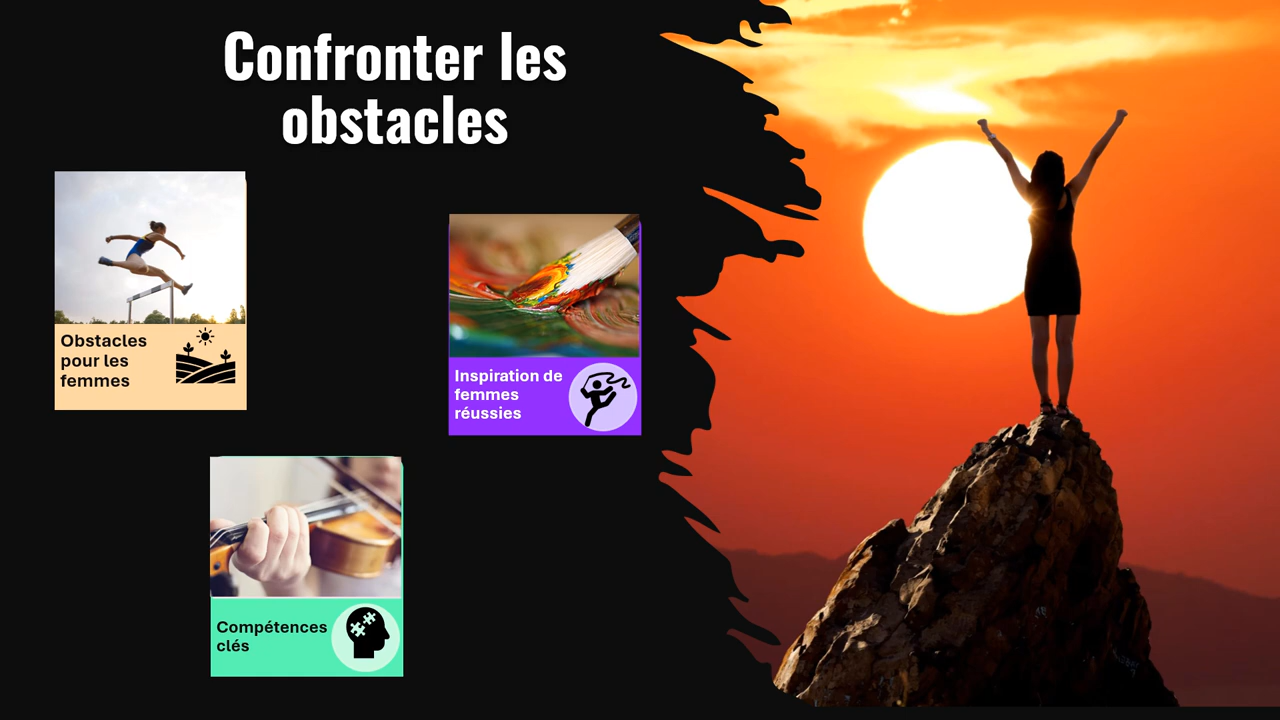 Confronter les
obstacles
Obstacles
pour les
femmes
Inspiration de
femmes
réussies
Compétences
clés